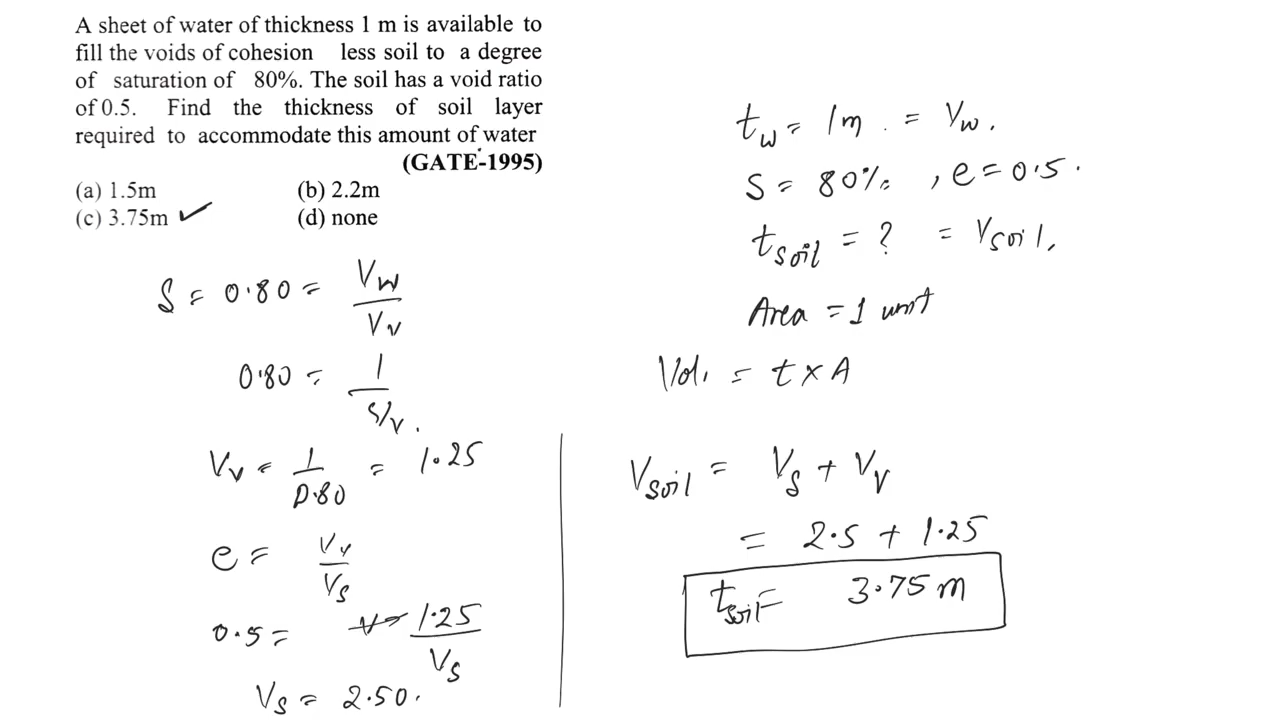 A sheet of water of thickness 1 m is available to
fill the voids of cohesion less soil to a degree
of saturation of 80%. The soil has a void ratio
of 0.5. Find the thickness of soil layer
required to accommodate this amount of water
(GATE-1995)
(a) 1.5m (b) 2.2m
(c) 3.75m ✓ (d) none
S = 0.80 = Vw/Vv
0.80 = 1/S/v.
Vv = 1/0.80 = 1.25
e = Vv/Vs
0.5 = 1.25/Vs
Vs = 2.50.
tw = 1m. = Vw.
S = 80%, e = 0.5.
tsoil = ? = Vsoil.
Area = 1 unit
Vol. = t x A
Vsoil = Vs + Vv
= 2.5 + 1.25
tsoil = 3.75 m